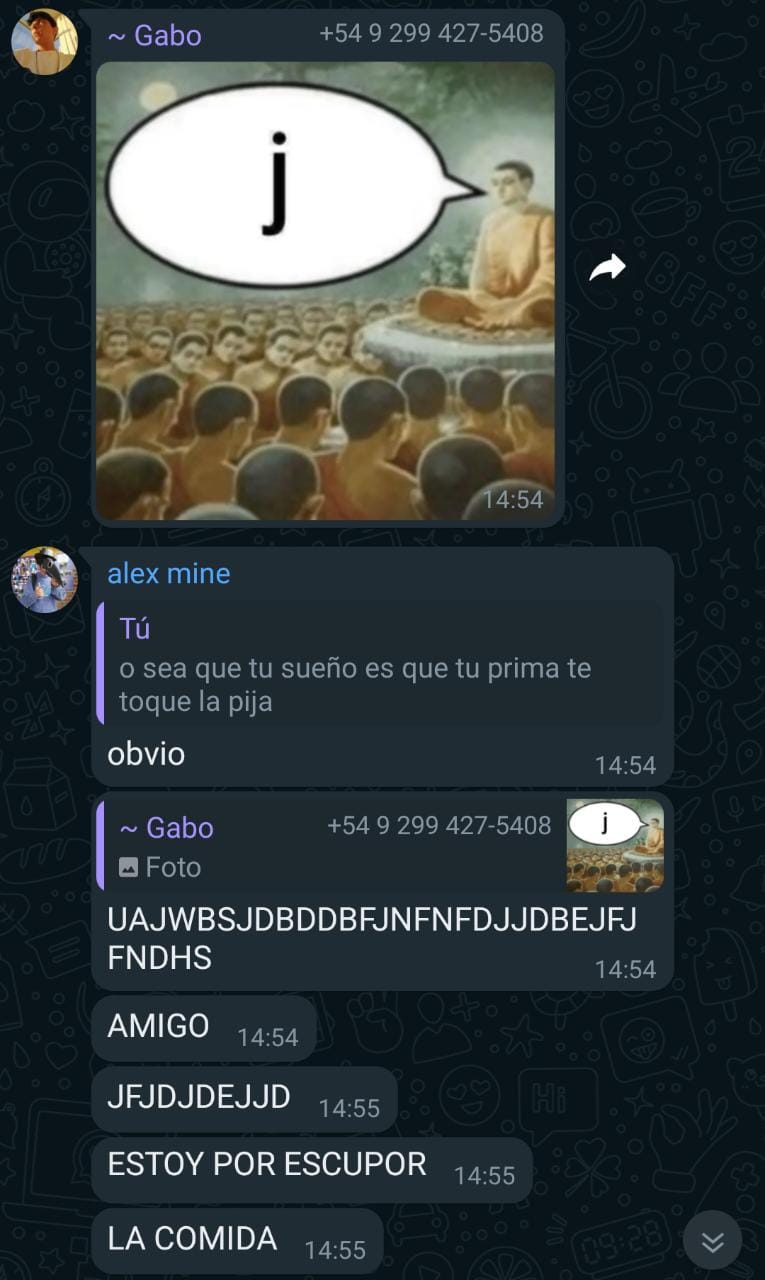 ~ Gabo +54 9 299 427-5408
j
14:54
alex mine
Tú
o sea que tu sueño es que tu prima te
toque la pija
obvio 14:54
~ Gabo +54 9 299 427-5408
j
Foto
UAJWBSJDBDDBFJNFNFDJJDBEJFJ
FNDHS 14:54
AMIGO 14:54
JFJDJDEJJD 14:55
ESTOY POR ESCUPOR 14:55
LA COMIDA 14:55